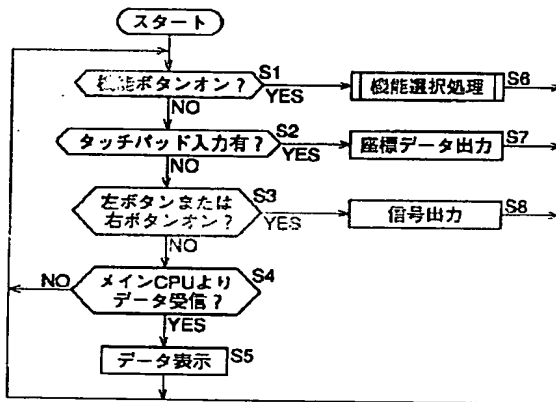 スタート
機能ボタンオン?
S1
YES
機能選択処理
S6
NO
タッチパッド入力有?
S2
YES
座標データ出力
S7
NO
左ボタンまたは
右ボタンオン?
S3
YES
信号出力
S8
NO
メインCPUより
データ受信?
S4
NO
YES
データ表示
S5